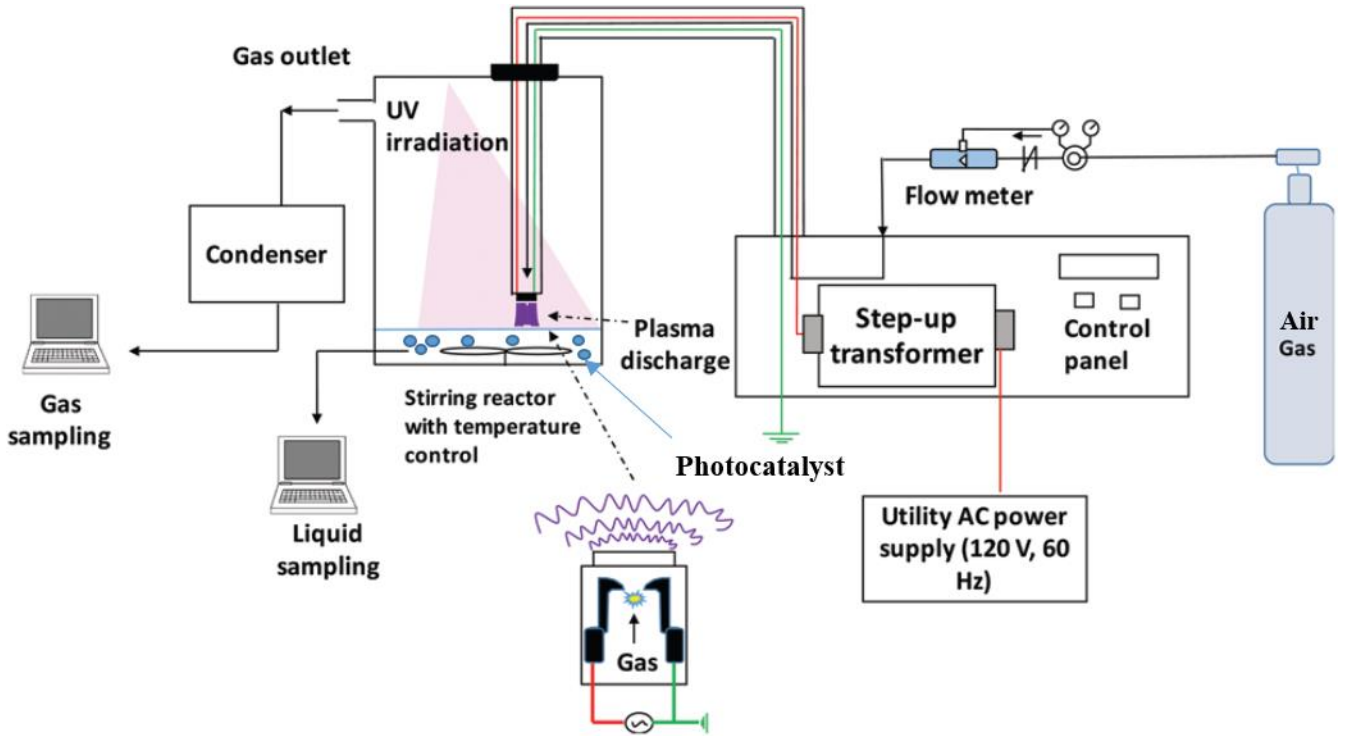 Gas outlet
UV
irradiation
Condenser
Gas
sampling
Liquid
sampling
Stirring reactor
with temperature
control
Plasma
discharge
Photocatalyst
Gas
Flow meter
Step-up
transformer
Control
panel
Utility AC power
supply (120 V, 60
Hz)
Air
Gas